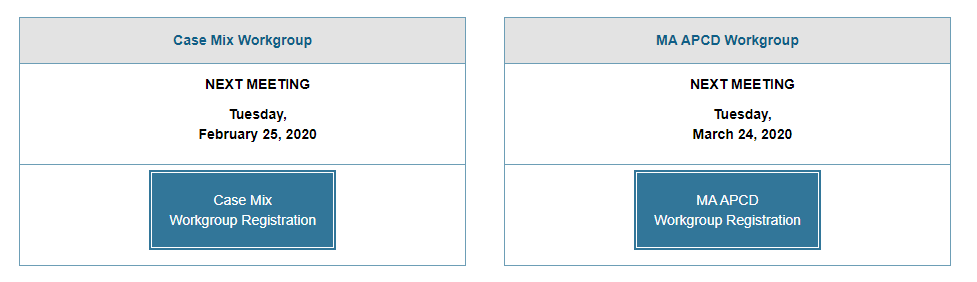 Case Mix Workgroup
NEXT MEETING
Tuesday,
February 25, 2020
Case Mix
Workgroup Registration
MA APCD Workgroup
NEXT MEETING
Tuesday,
March 24, 2020
MA APCD
Workgroup Registration